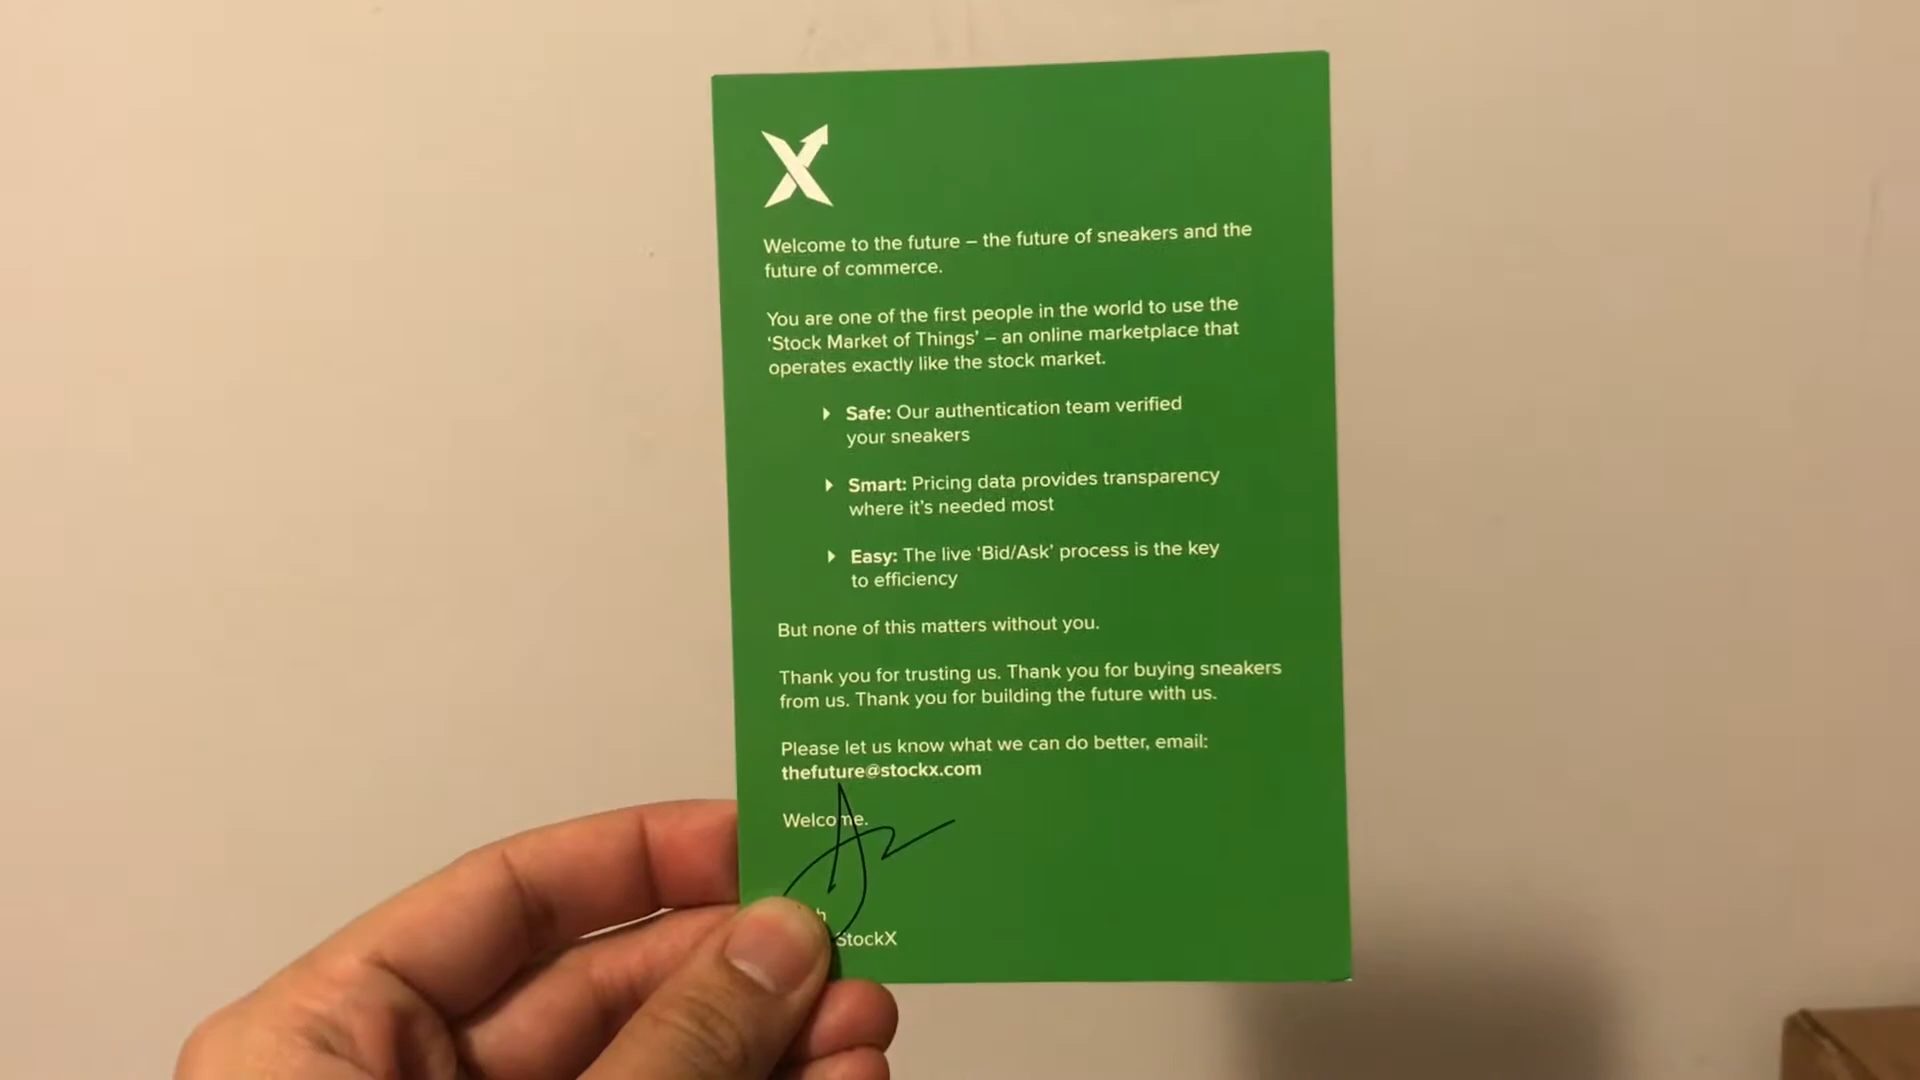 Welcome to the future – the future of sneakers and the
future of commerce.
You are one of the first people in the world to use the
‘Stock Market of Things’ – an online marketplace that
operates exactly like the stock market.
Safe: Our authentication team verified
your sneakers
Smart: Pricing data provides transparency
where it's needed most
Easy: The live ‘Bid/Ask’ process is the key
to efficiency
But none of this matters without you.
Thank you for trusting us. Thank you for buying sneakers
from us. Thank you for building the future with us.
Please let us know what we can do better, email:
thefuture@stockx.com
Welcome.
StockX